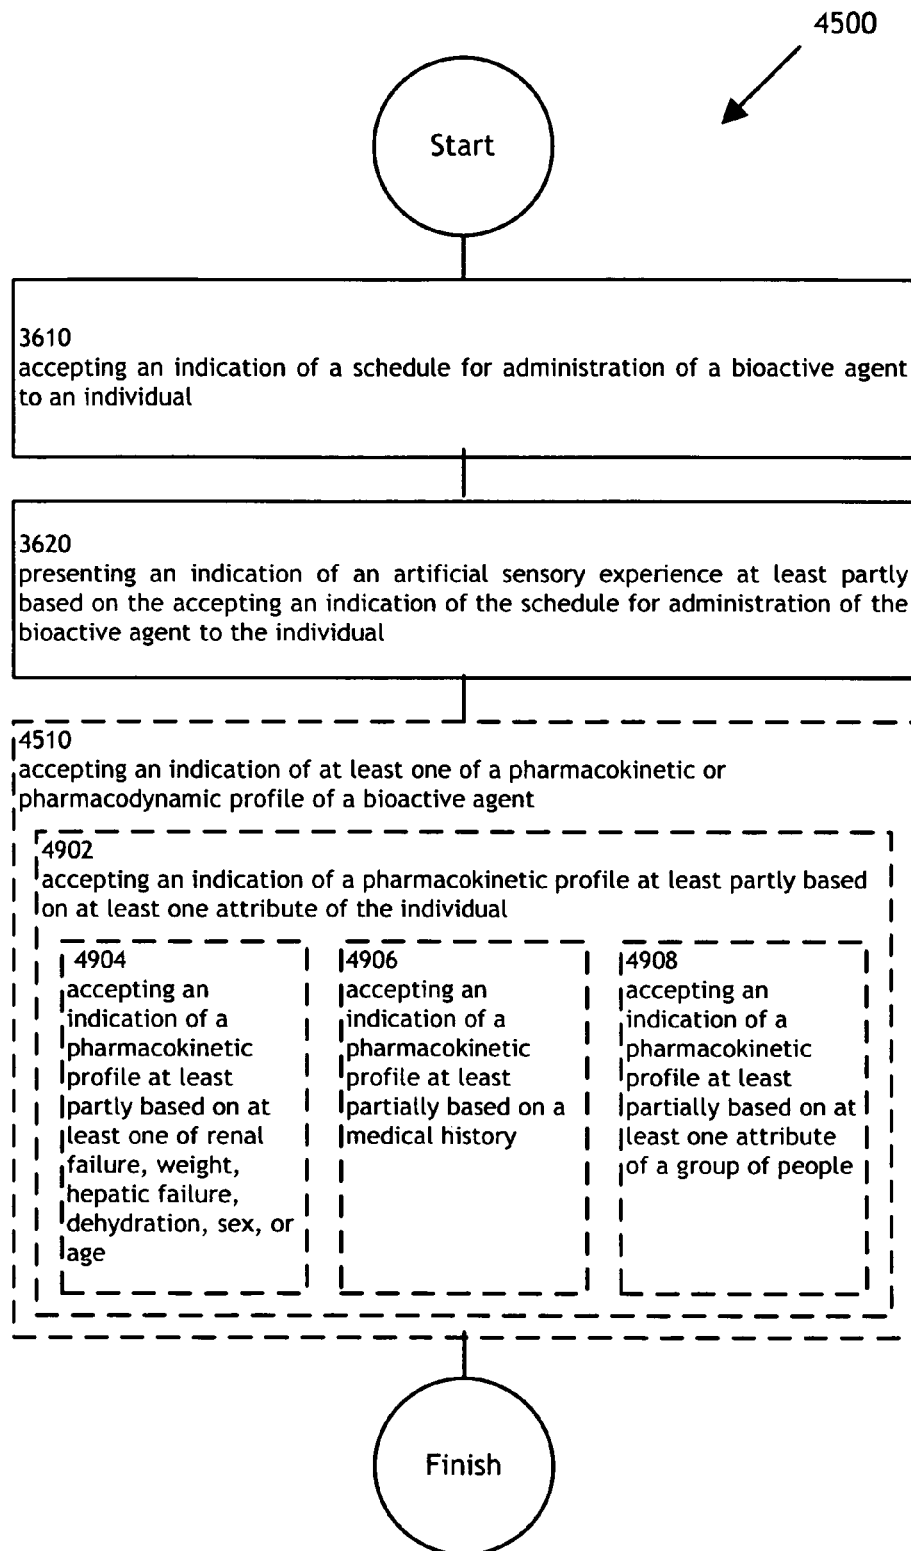 4500
Start
3610
accepting an indication of a schedule for administration of a bioactive agent
to an individual
3620
presenting an indication of an artificial sensory experience at least partly
based on the accepting an indication of the schedule for administration of the
bioactive agent to the individual
4510
accepting an indication of at least one of a pharmacokinetic or
pharmacodynamic profile of a bioactive agent
4902
accepting an indication of a pharmacokinetic profile at least partly based
on at least one attribute of the individual
4904
accepting an
indication of a
pharmacokinetic
profile at least
partly based on at
least one of renal
failure, weight,
hepatic failure,
dehydration, sex, or
age
4906
accepting an
indication of a
pharmacokinetic
profile at least
partially based on a
medical history
4908
accepting an
indication of a
pharmacokinetic
profile at least
partially based on at
least one attribute
of a group of people
Finish